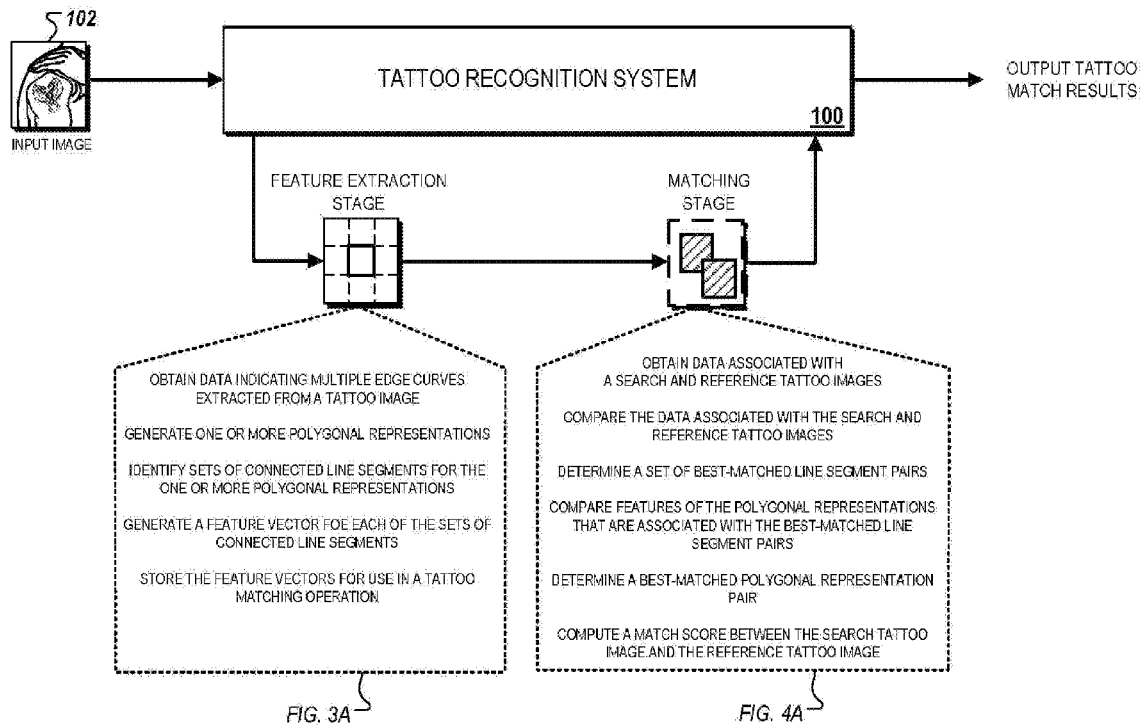 102
INPUT IMAGE
TATTOO RECOGNITION SYSTEM
100
OUTPUT TATTOO
MATCH RESULTS
FEATURE EXTRACTION
STAGE
MATCHING
STAGE
OBTAIN DATA INDICATING MULTIPLE EDGE CURVES
EXTRACTED FROM A TATTOO IMAGE
GENERATE ONE OR MORE POLYGONAL REPRESENTATIONS
IDENTIFY SETS OF CONNECTED LINE SEGMENTS FOR THE
ONE OR MORE POLYGONAL REPRESENTATIONS
GENERATE A FEATURE VECTOR FOE EACH OF THE SETS OF
CONNECTED LINE SEGMENTS
STORE THE FEATURE VECTORS FOR USE IN A TATTOO
MATCHING OPERATION
FIG. 3A
OBTAIN DATA ASSOCIATED WITH
A SEARCH AND REFERENCE TATTOO IMAGES
COMPARE THE DATA ASSOCIATED WITH THE SEARCH AND
REFERENCE TATTOO IMAGES
DETERMINE A SET OF BEST-MATCHED LINE SEGMENT PAIRS
COMPARE FEATURES OF THE POLYGONAL REPRESENTATIONS
THAT ARE ASSOCIATED WITH THE BEST-MATCHED LINE
SEGMENT PAIRS
DETERMINE A BEST-MATCHED POLYGONAL REPRESENTATION
PAIR
COMPUTE A MATCH SCORE BETWEEN THE SEARCH TATTOO
IMAGE AND THE REFERENCE TATTOO IMAGE
FIG. 4A